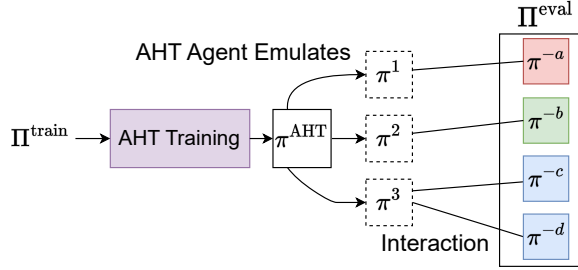 Π^eval
AHT Agent Emulates
π^1
π^-a
Π^train
AHT Training
π^AHT
π^2
π^-b
π^3
π^-c
Interaction
π^-d